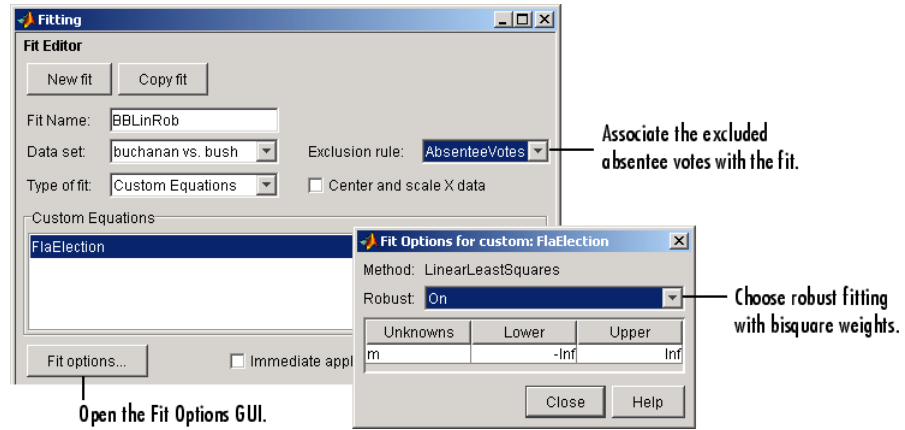 Fitting
Fit Editor
New fit Copy fit
Fit Name: BBLinRob
Data set: buchanan vs. bush Exclusion rule: AbsenteeVotes
Type of fit: Custom Equations Center and scale X data
Custom Equations
FlaElection
Fit options... Immediate appl
Open the Fit Options GUI.
Associate the excluded
absentee votes with the fit.
Fit Options for custom: FlaElection
Method: LinearLeastSquares
Robust: On
Unknowns Lower Upper
m -Inf Inf
Close Help
Choose robust fitting
with bisquare weights.